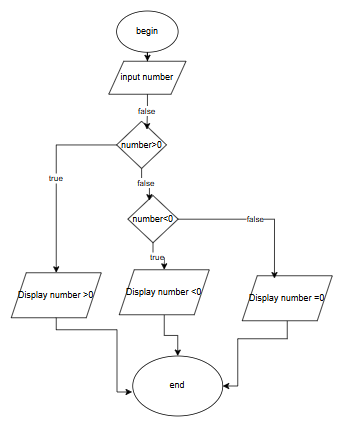 begin
input number
false
number>0
true
false
number<0
false
true
Display number >0
Display number <0
Display number =0
end